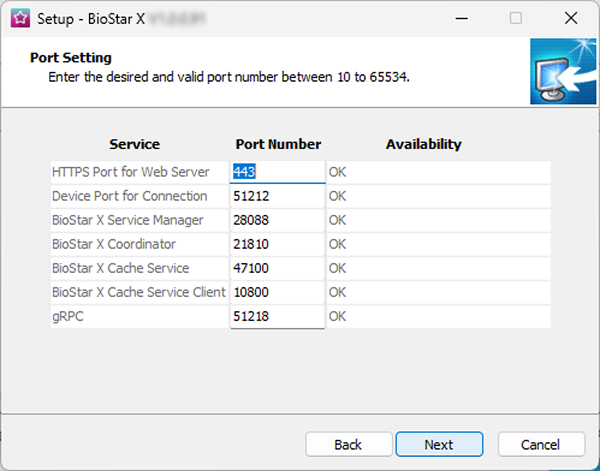 Setup - BioStar X
Port Setting
Enter the desired and valid port number between 10 to 65534.
Service Port Number Availability
HTTPS Port for Web Server 443 OK
Device Port for Connection 51212 OK
BioStar X Service Manager 28088 OK
BioStar X Coordinator 21810 OK
BioStar X Cache Service 47100 OK
BioStar X Cache Service Client 10800 OK
gRPC 51218 OK
Back Next Cancel